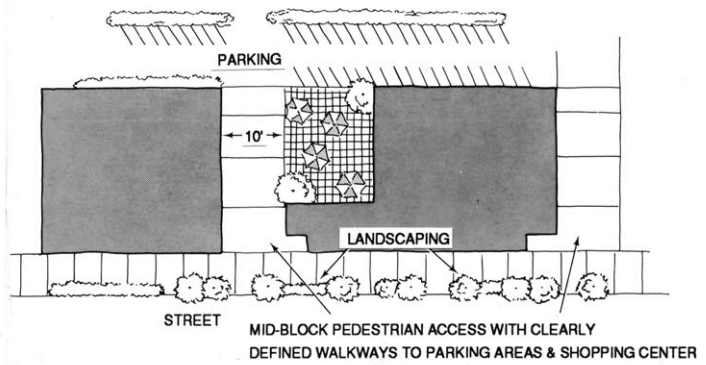 PARKING
10'
LANDSCAPING
STREET
MID-BLOCK PEDESTRIAN ACCESS WITH CLEARLY
DEFINED WALKWAYS TO PARKING AREAS & SHOPPING CENTER